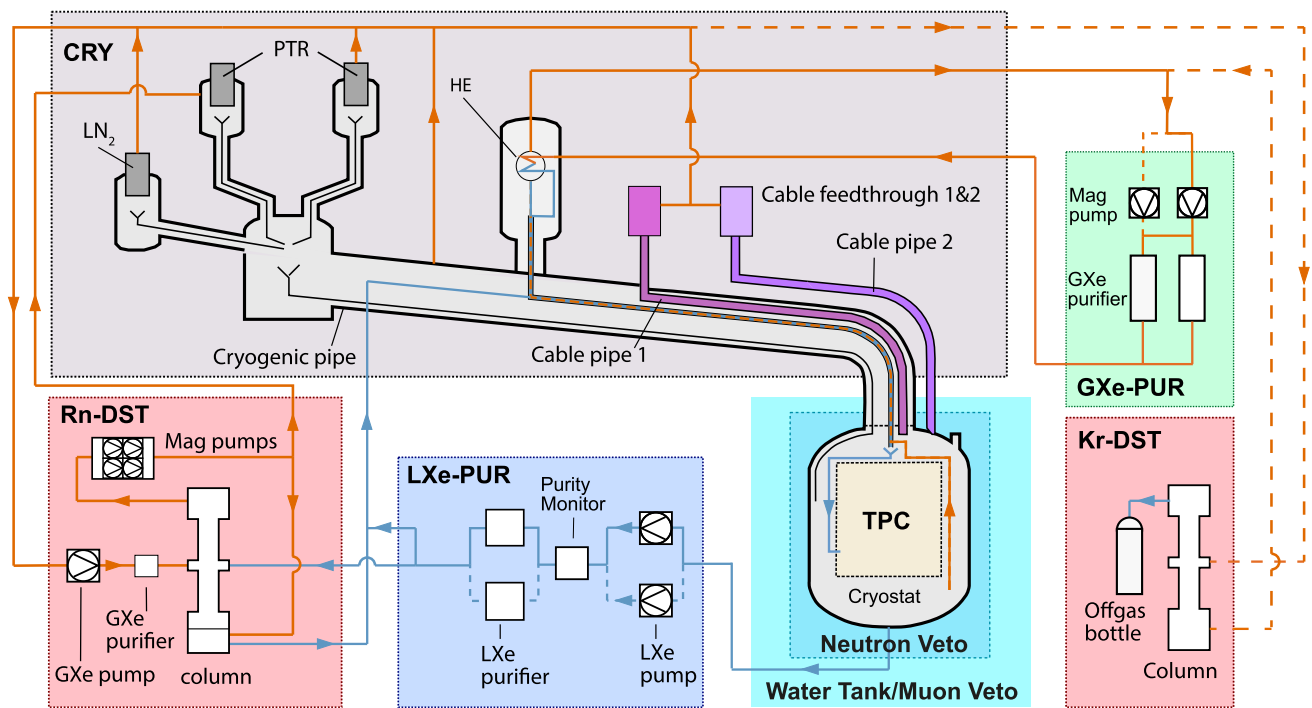 CRY
PTR
HE
LN2
Cable feedthrough 1&2
Cable pipe 2
Cable pipe 1
Cryogenic pipe
Mag
pump
GXe
purifier
GXe-PUR
Rn-DST
Mag pumps
GXe
purifier
GXe pump
column
LXe-PUR
Purity
Monitor
LXe
purifier
LXe
pump
TPC
Cryostat
Neutron Veto
Water Tank/Muon Veto
Kr-DST
Offgas
bottle
Column